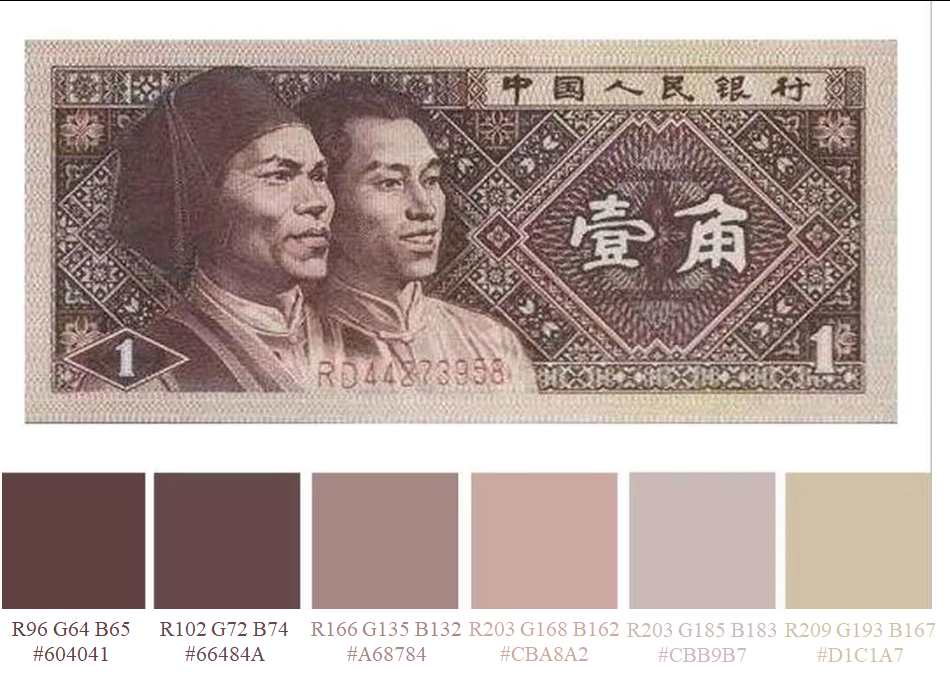 中国人民银行
壹角
1
1
RD44273958
R96 G64 B65
#604041
R102 G72 B74
#66484A
R166 G135 B132
#A68784
R203 G168 B162
#CBA8A2
R203 G185 B183
#CBB9B7
R209 G193 B167
#D1C1A7